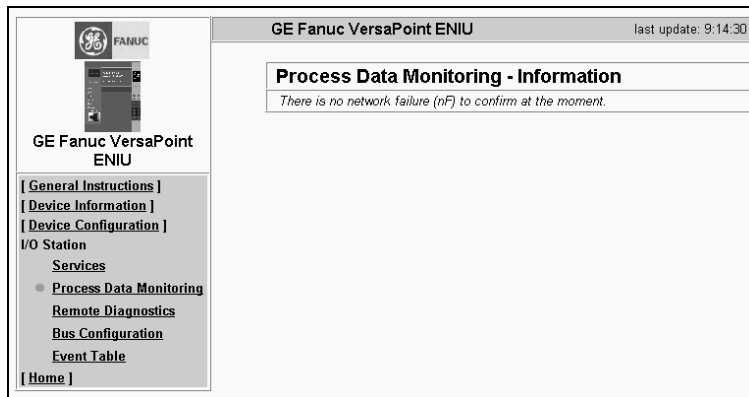 GE FANUC
GE Fanuc VersaPoint
ENIU
[ General Instructions ]
[ Device Information ]
[ Device Configuration ]
I/O Station
Services
Process Data Monitoring
Remote Diagnostics
Bus Configuration
Event Table
[ Home ]
GE Fanuc VersaPoint ENIU
last update: 9:14:30
Process Data Monitoring - Information
There is no network failure (nF) to confirm at the moment.